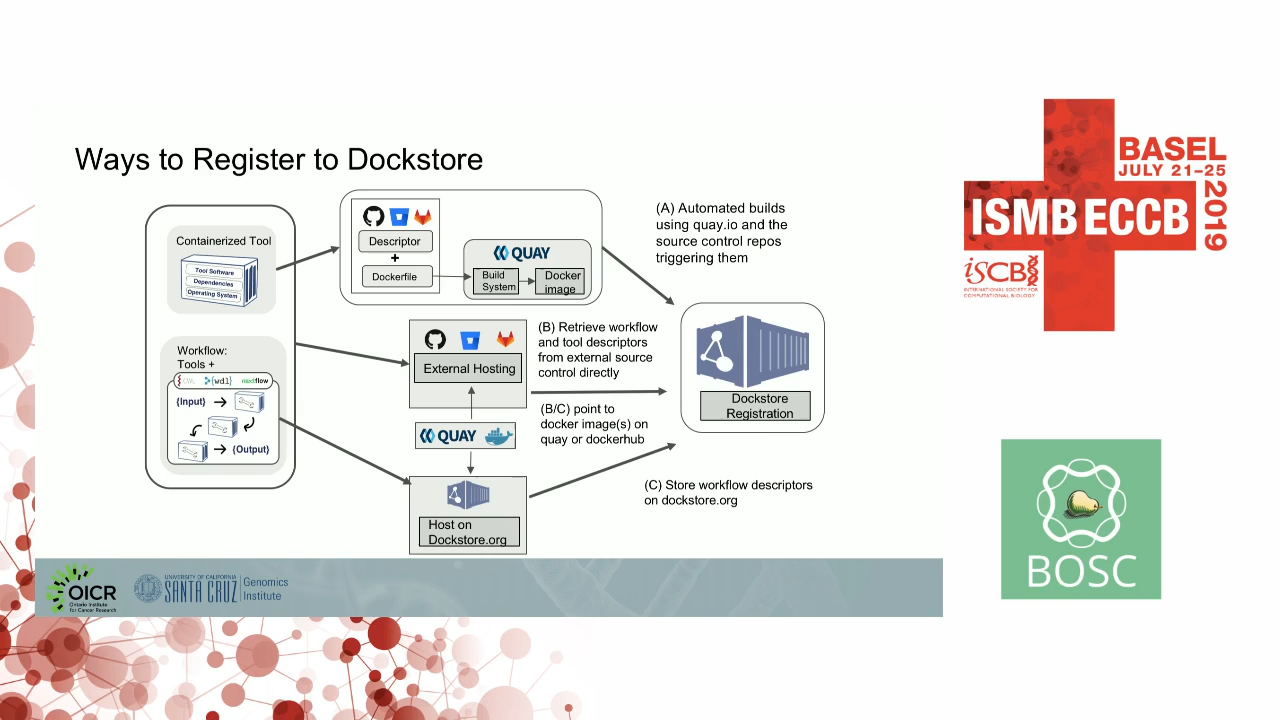 Ways to Register to Dockstore
Containerized Tool
Tool Software
Dependencies
Operating System
Workflow:
Tools +
CWL
{wdl}
nextflow
{Input}
{Output}
Descriptor
+
Dockerfile
QUAY
Build
System
Docker
image
External Hosting
QUAY
Host on
Dockstore.org
(A) Automated builds
using quay.io and the
source control repos
triggering them
(B) Retrieve workflow
and tool descriptors
from external source
control directly
(B/C) point to
docker image(s) on
quay or dockerhub
Dockstore
Registration
(C) Store workflow descriptors
on dockstore.org
OICR
Ontario Institute
for Cancer Research
UNIVERSITY OF CALIFORNIA
SANTA CRUZ
Genomics
Institute
BASEL
JULY 21–25
2019
ISMB ECCB
ISCB
INTERNATIONAL SOCIETY FOR
COMPUTATIONAL BIOLOGY
BOSC